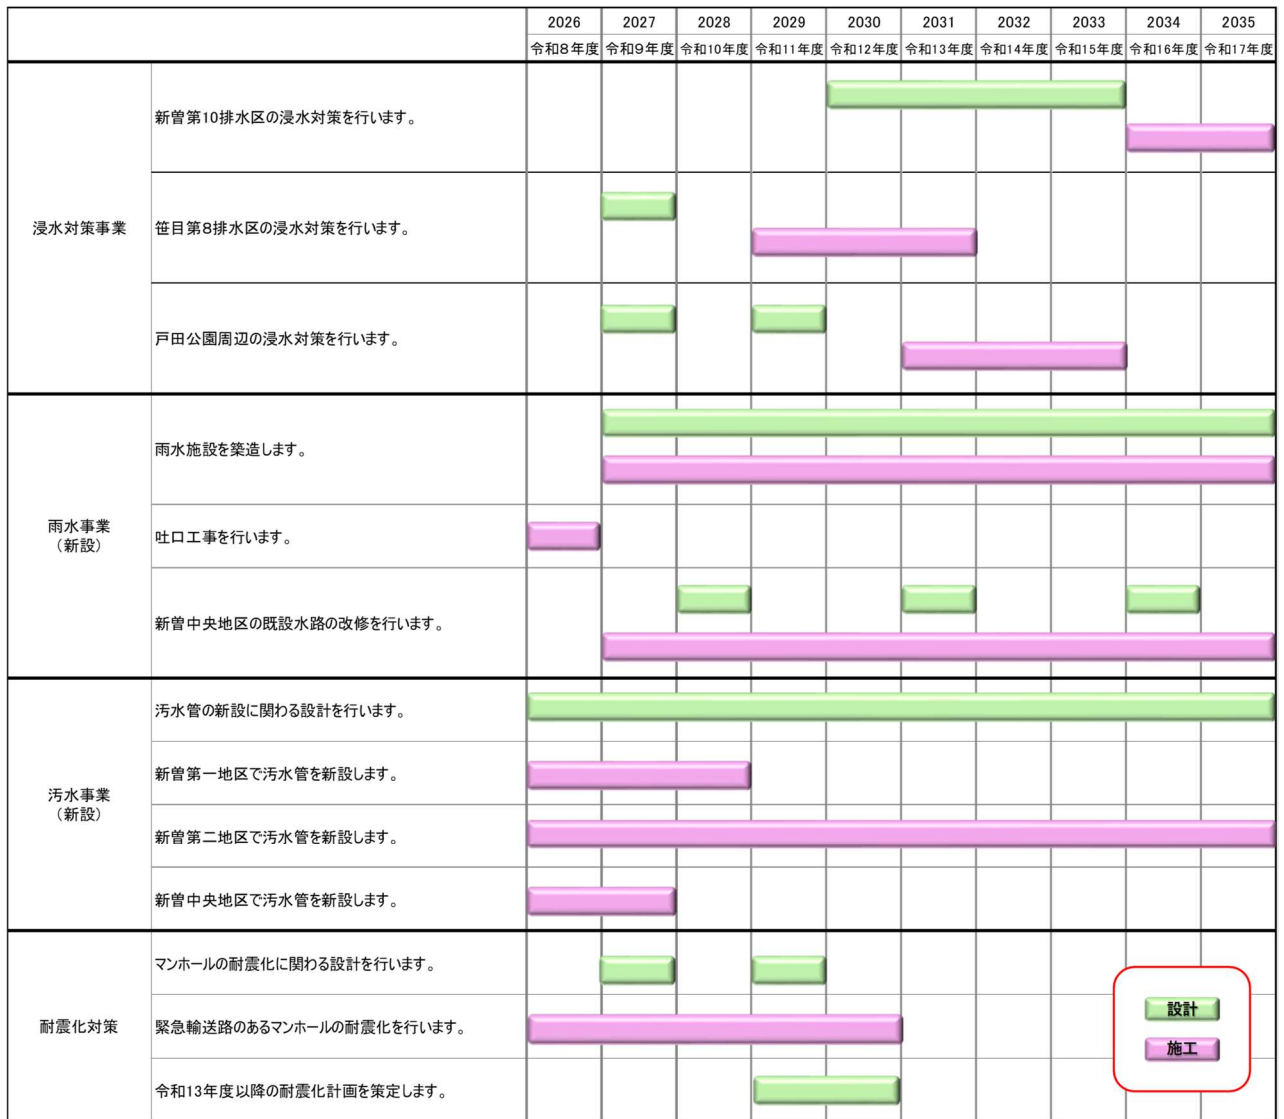 2026 2027 2028 2029 2030 2031 2032 2033 2034 2035
令和8年度 令和9年度 令和10年度 令和11年度 令和12年度 令和13年度 令和14年度 令和15年度 令和16年度 令和17年度
浸水対策事業
新曽第10排水区の浸水対策を行います。
笹目第8排水区の浸水対策を行います。
戸田公園周辺の浸水対策を行います。
雨水事業
（新設）
雨水施設を築造します。
吐口工事を行います。
新曽中央地区の既設水路の改修を行います。
汚水事業
（新設）
汚水管の新設に関わる設計を行います。
新曽第一地区で汚水管を新設します。
新曽第二地区で汚水管を新設します。
新曽中央地区で汚水管を新設します。
耐震化対策
マンホールの耐震化に関わる設計を行います。
緊急輸送路のあるマンホールの耐震化を行います。
令和13年度以降の耐震化計画を策定します。
設計
施工